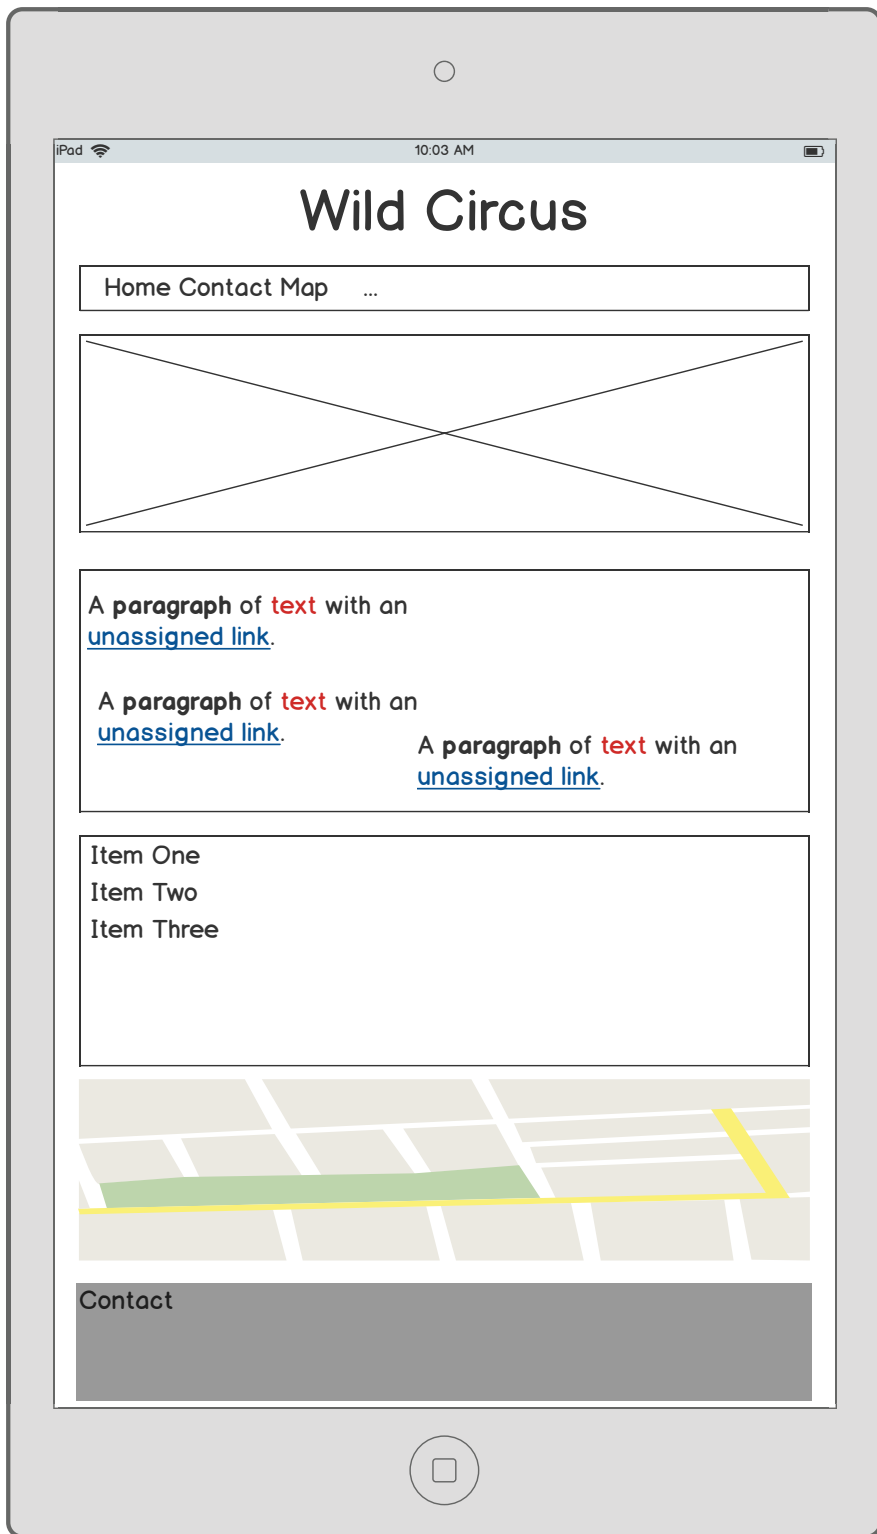 iPad
10:03 AM
Wild Circus
Home Contact Map ...
A paragraph of text with an
unassigned link.
A paragraph of text with an
unassigned link.
A paragraph of text with an
unassigned link.
Item One
Item Two
Item Three
Contact